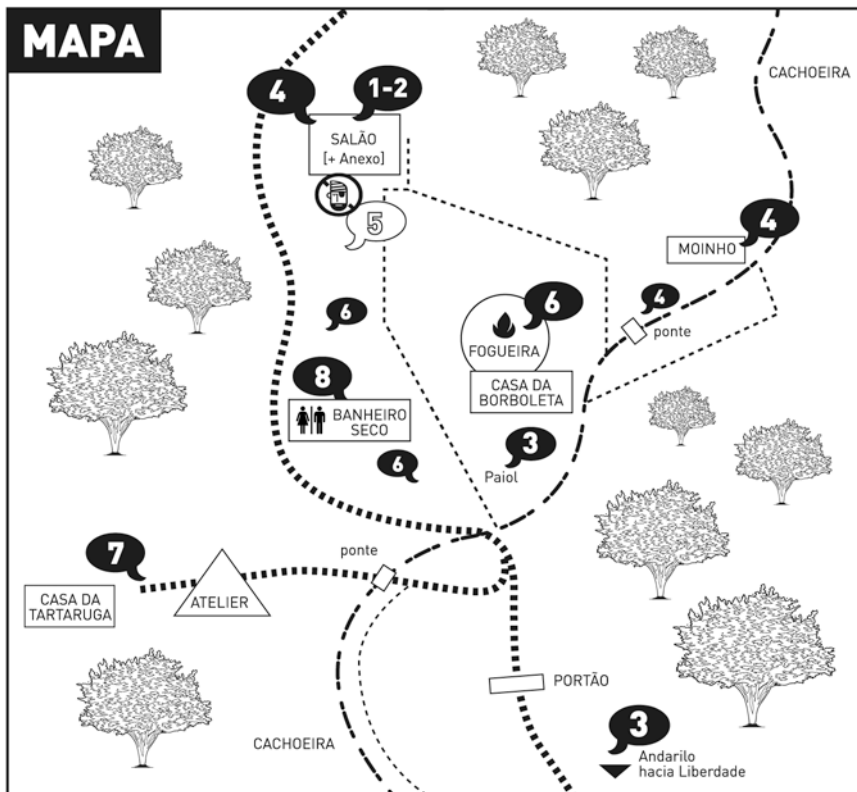 MAPA
CACHOEIRA
4
1-2
SALÃO
[+ Anexo]
5
4
MOINHO
6
6
4
ponte
FOGUEIRA
8
CASA DA
BORBOLETA
BANHEIRO
SECO
3
6
Paiol
7
ponte
CASA DA
TARTARUGA
ATELIER
PORTÃO
3
CACHOEIRA
Andarilo
hacia Liberdade